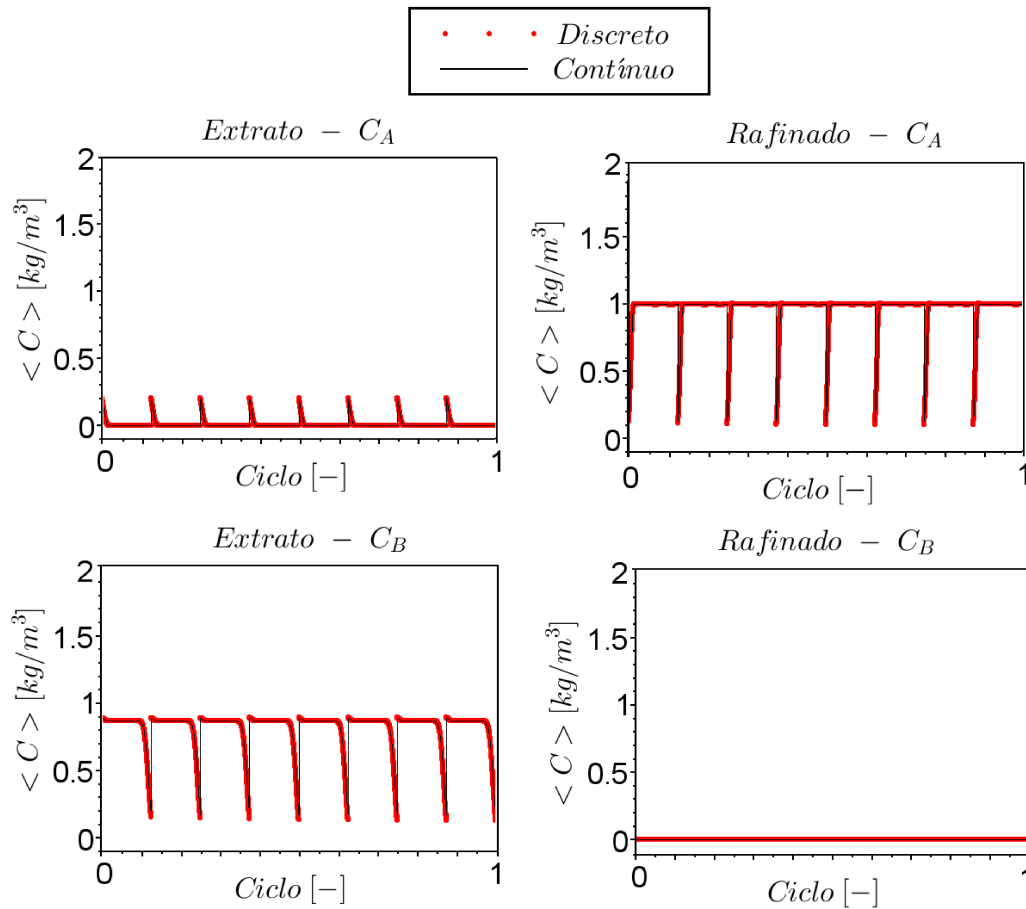 Discreto
Contínuo
Extrato − C_A
Rafinado − C_A
< C > [kg/m³]
2
1.5
1
0.5
0
0
1
Ciclo [−]
< C > [kg/m³]
2
1.5
1
0.5
0
0
1
Ciclo [−]
Extrato − C_B
Rafinado − C_B
< C > [kg/m³]
2
1.5
1
0.5
0
0
1
Ciclo [−]
< C > [kg/m³]
2
1.5
1
0.5
0
0
1
Ciclo [−]